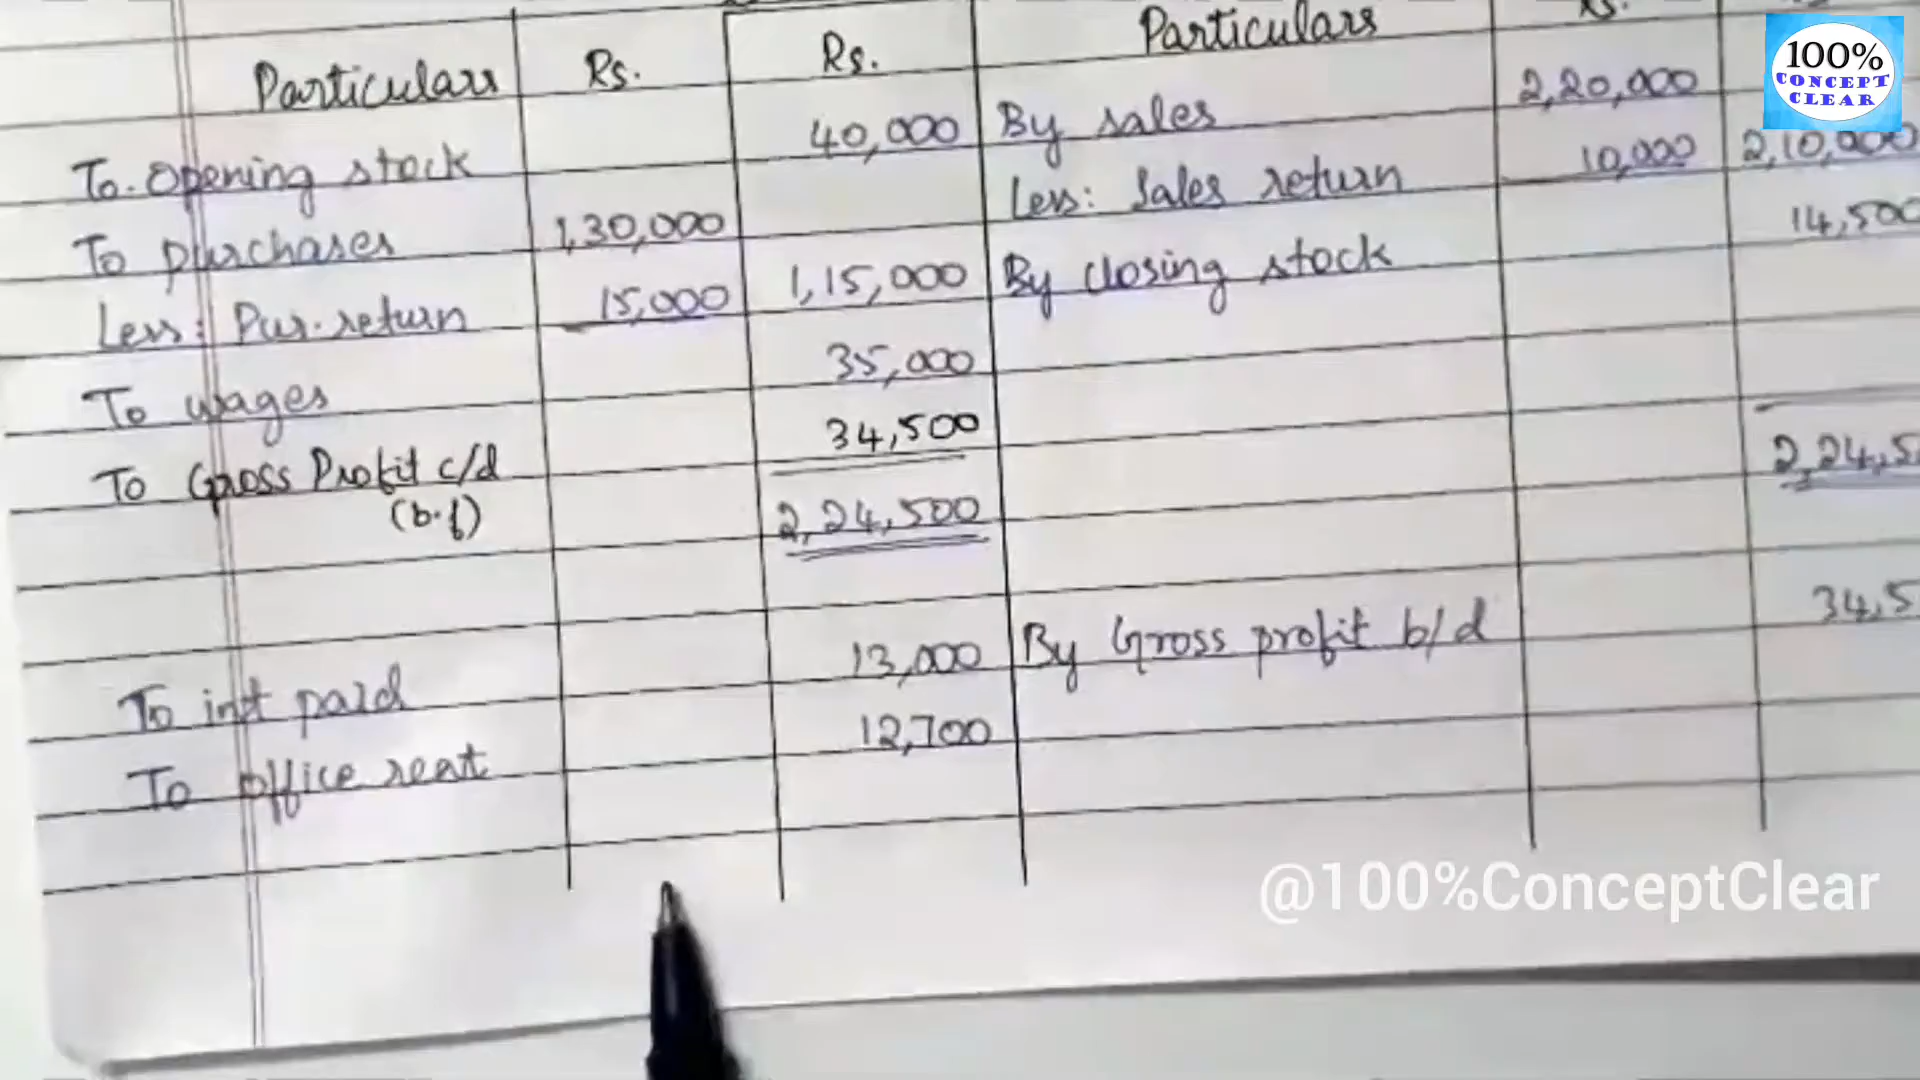 Particulars Rs. Rs. Particulars Rs.
To Opening stock 40,000 By sales 2,20,000
To purchases 1,30,000 Less: Sales return 10,000 2,10,000
Less: Pur. return 15,000 1,15,000 By closing stock 14,500
To wages 35,000
To Gross Profit c/d 34,500
(b.f) 2,24,500 2,24,5
To int paid 13,000 By Gross profit b/d 34,5
To office rent 12,700
100%
CONCEPT
CLEAR
@100%ConceptClear